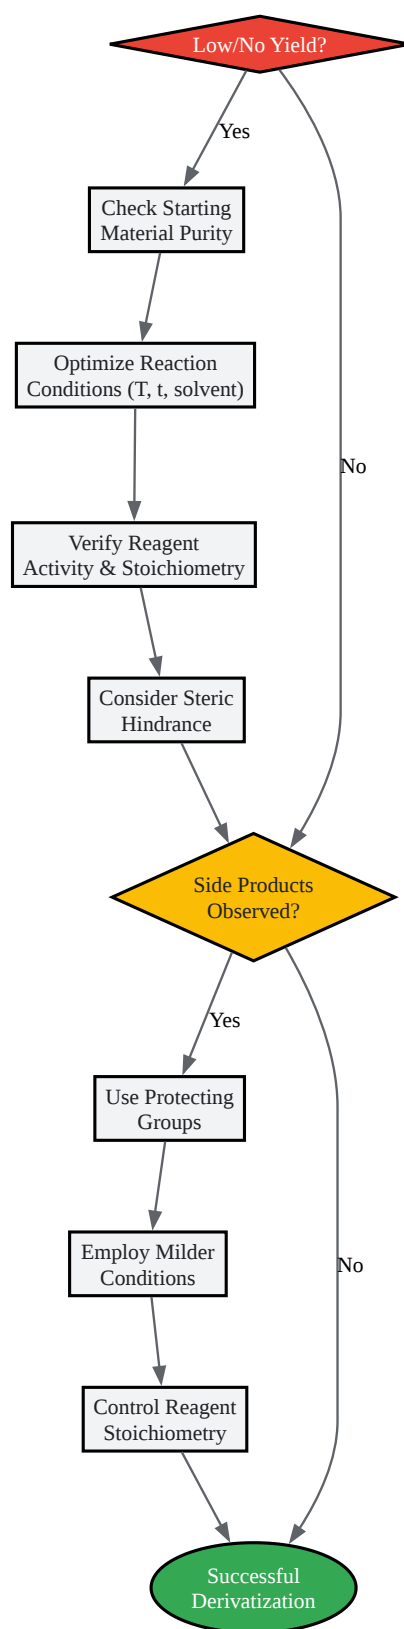 Low/No Yield?
Yes
Check Starting
Material Purity
Optimize Reaction
Conditions (T, t, solvent)
No
Verify Reagent
Activity & Stoichiometry
Consider Steric
Hindrance
Side Products
Observed?
Yes
Use Protecting
Groups
Employ Milder
Conditions
No
Control Reagent
Stoichiometry
Successful
Derivatization